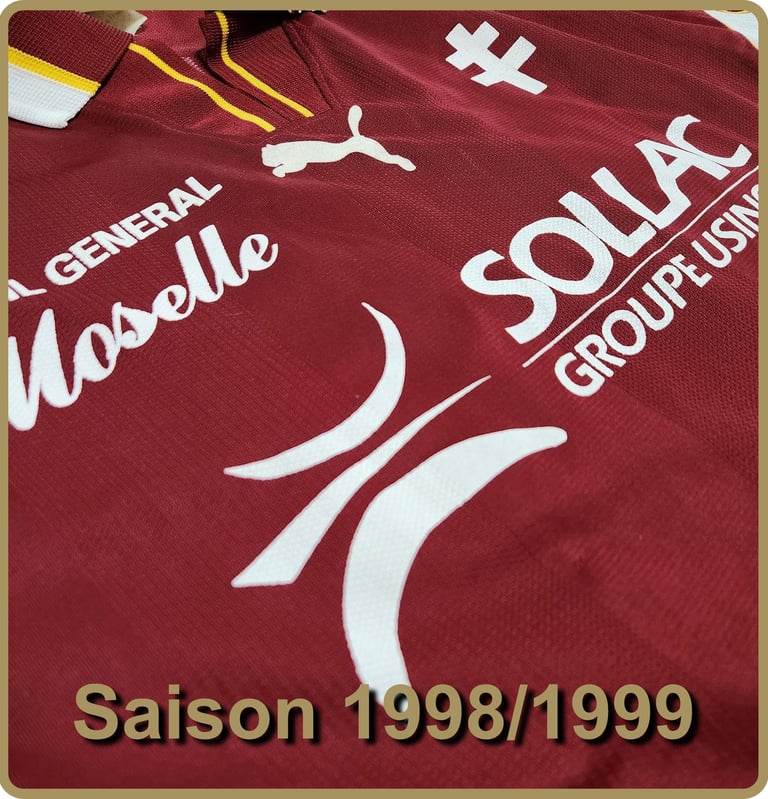 GENERAL
Moselle
SOLLAC
GROUPE USIN
Saison 1998/1999